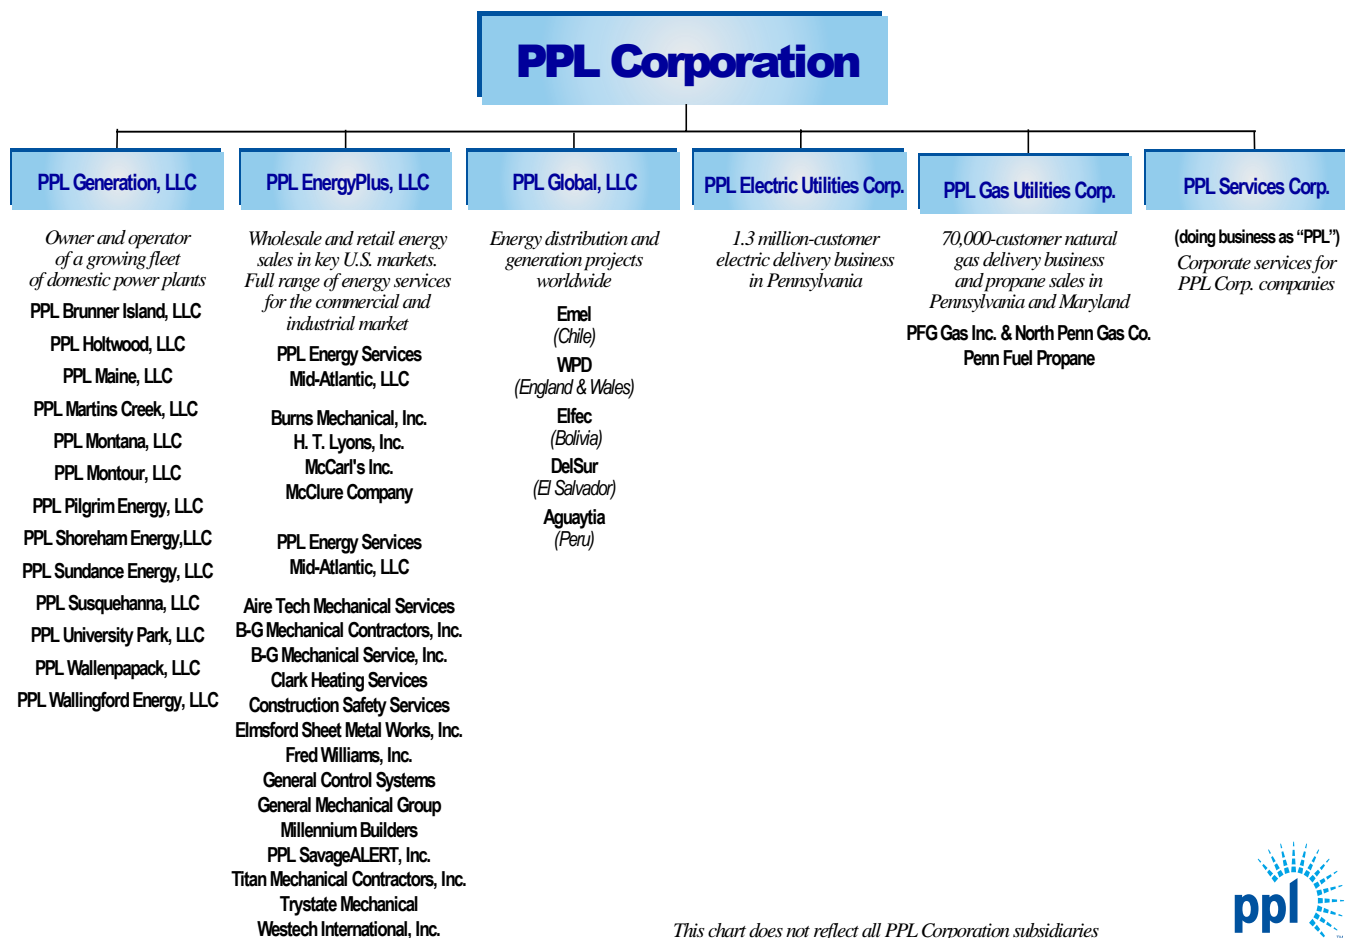 PPL Corporation
PPL Generation, LLC
Owner and operator
of a growing fleet
of domestic power plants
PPL Brunner Island, LLC
PPL Holtwood, LLC
PPL Maine, LLC
PPL Martins Creek, LLC
PPL Montana, LLC
PPL Montour, LLC
PPL Pilgrim Energy, LLC
PPL Shoreham Energy,LLC
PPL Sundance Energy, LLC
PPL Susquehanna, LLC
PPL University Park, LLC
PPL Wallenpapack, LLC
PPL Wallingford Energy, LLC
PPL EnergyPlus, LLC
Wholesale and retail energy
sales in key U.S. markets.
Full range of energy services
for the commercial and
industrial market
PPL Energy Services
Mid-Atlantic, LLC
Burns Mechanical, Inc.
H. T. Lyons, Inc.
McCarl's Inc.
McClure Company
PPL Energy Services
Mid-Atlantic, LLC
Aire Tech Mechanical Services
B-G Mechanical Contractors, Inc.
B-G Mechanical Service, Inc.
Clark Heating Services
Construction Safety Services
Elmsford Sheet Metal Works, Inc.
Fred Williams, Inc.
General Control Systems
General Mechanical Group
Millennium Builders
PPL SavageALERT, Inc.
Titan Mechanical Contractors, Inc.
Trystate Mechanical
Westech International, Inc.
PPL Global, LLC
Energy distribution and
generation projects
worldwide
Emel
(Chile)
WPD
(England & Wales)
Elfec
(Bolivia)
DelSur
(El Salvador)
Aguaytia
(Peru)
PPL Electric Utilities Corp.
1.3 million-customer
electric delivery business
in Pennsylvania
PPL Gas Utilities Corp.
70,000-customer natural
gas delivery business
and propane sales in
Pennsylvania and Maryland
PFG Gas Inc. & North Penn Gas Co.
Penn Fuel Propane
PPL Services Corp.
(doing business as “PPL”)
Corporate services for
PPL Corp. companies
This chart does not reflect all PPL Corporation subsidiaries
ppl